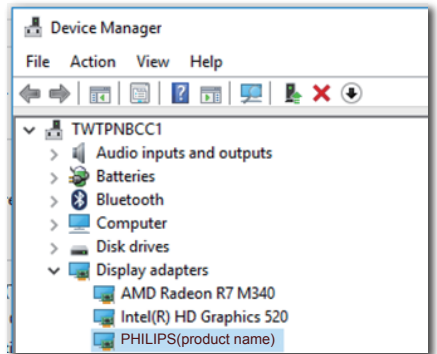 Device Manager
File Action View Help
TWTPNBCC1
Audio inputs and outputs
Batteries
Bluetooth
Computer
Disk drives
Display adapters
AMD Radeon R7 M340
Intel(R) HD Graphics 520
PHILIPS(product name)